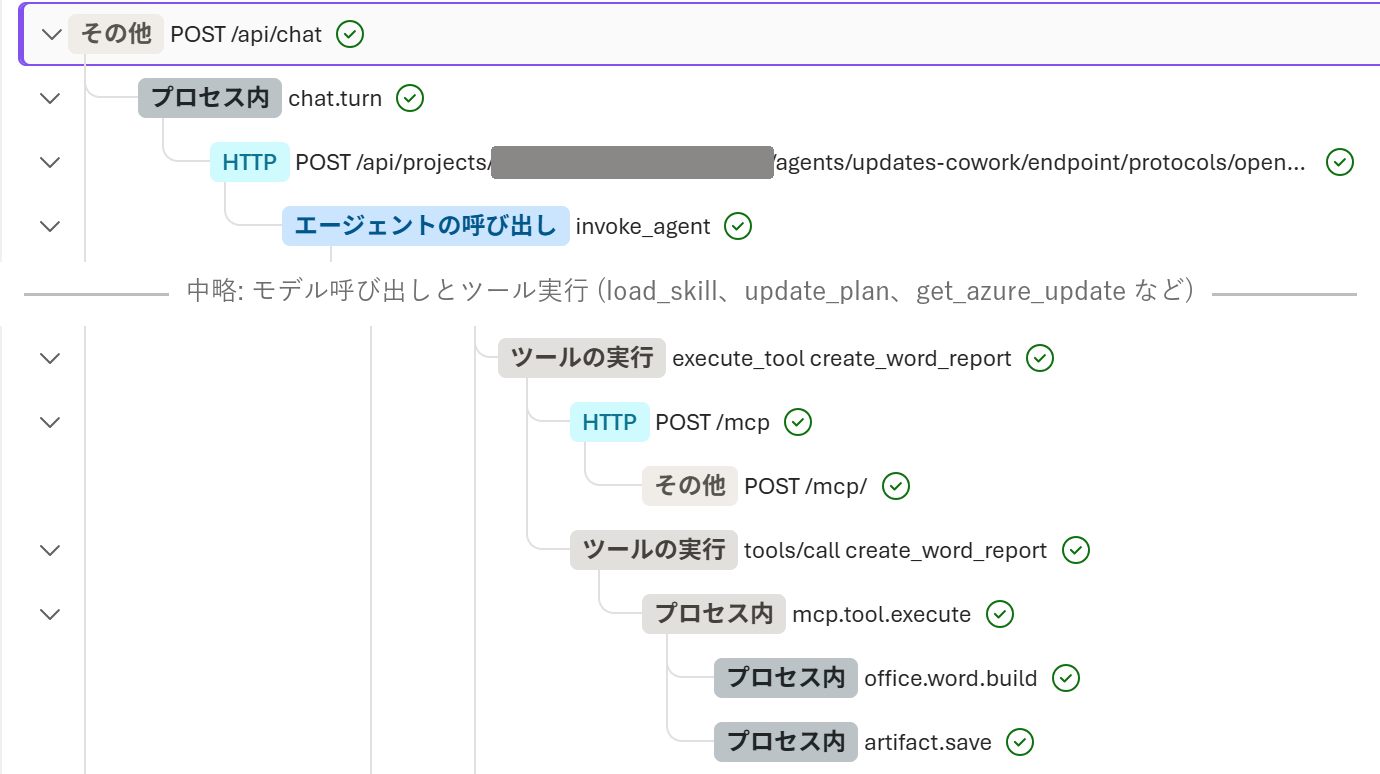 その他 POST /api/chat
プロセス内 chat.turn
HTTP POST /api/projects/ /agents/updates-cowork/endpoint/protocols/open...
エージェントの呼び出し invoke_agent
中略: モデル呼び出しとツール実行 (load_skill、update_plan、get_azure_update など)
ツールの実行 execute_tool create_word_report
HTTP POST /mcp
その他 POST /mcp/
ツールの実行 tools/call create_word_report
プロセス内 mcp.tool.execute
プロセス内 office.word.build
プロセス内 artifact.save